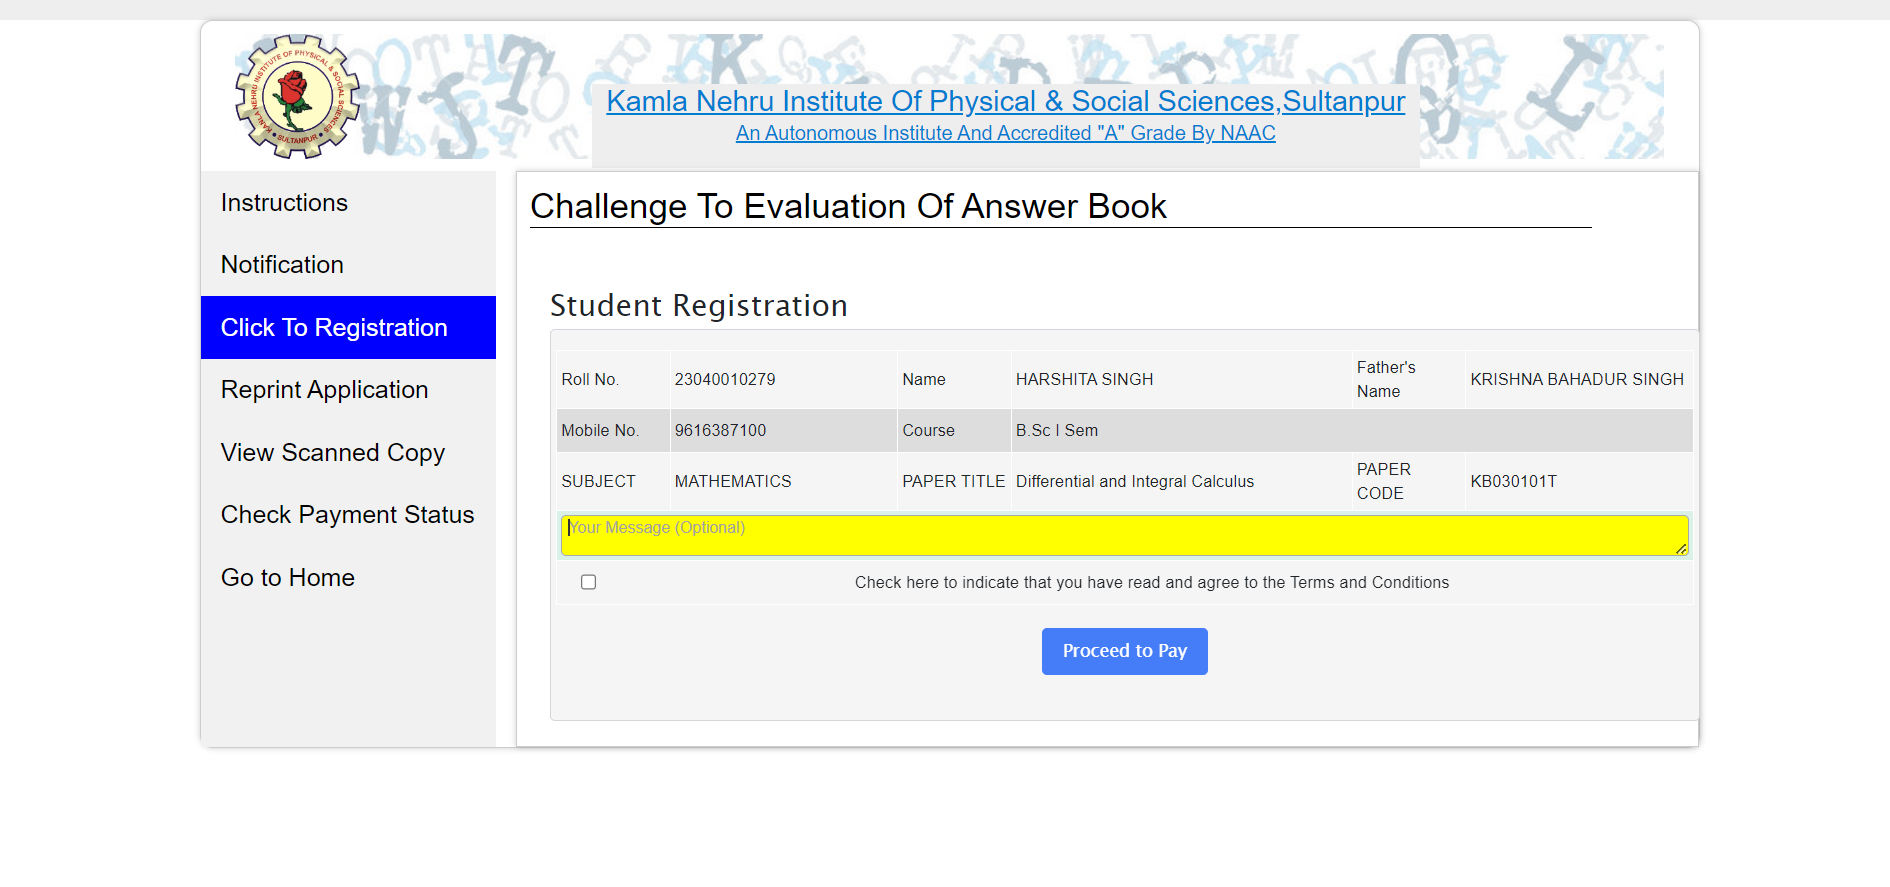 KAMLA NEHRU INSTITUTE OF PHYSICAL & SOCIAL SCIENCES
• SULTANPUR •
Kamla Nehru Institute Of Physical & Social Sciences,Sultanpur
An Autonomous Institute And Accredited "A" Grade By NAAC
Instructions
Notification
Click To Registration
Reprint Application
View Scanned Copy
Check Payment Status
Go to Home
Challenge To Evaluation Of Answer Book
Student Registration
Roll No. 23040010279 Name HARSHITA SINGH Father's Name KRISHNA BAHADUR SINGH
Mobile No. 9616387100 Course B.Sc I Sem
SUBJECT MATHEMATICS PAPER TITLE Differential and Integral Calculus PAPER CODE KB030101T
Your Message (Optional)
Check here to indicate that you have read and agree to the Terms and Conditions
Proceed to Pay